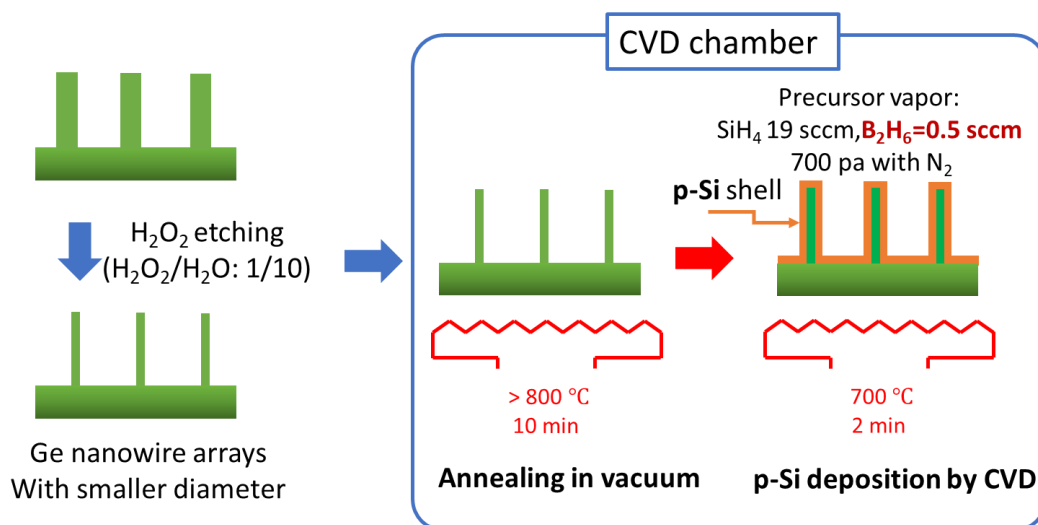 CVD chamber
H₂O₂ etching
(H₂O₂/H₂O: 1/10)
Ge nanowire arrays
With smaller diameter
> 800 ℃
10 min
Annealing in vacuum
Precursor vapor:
SiH₄ 19 sccm,B₂H₆=0.5 sccm
700 pa with N₂
p-Si shell
700 ℃
2 min
p-Si deposition by CVD